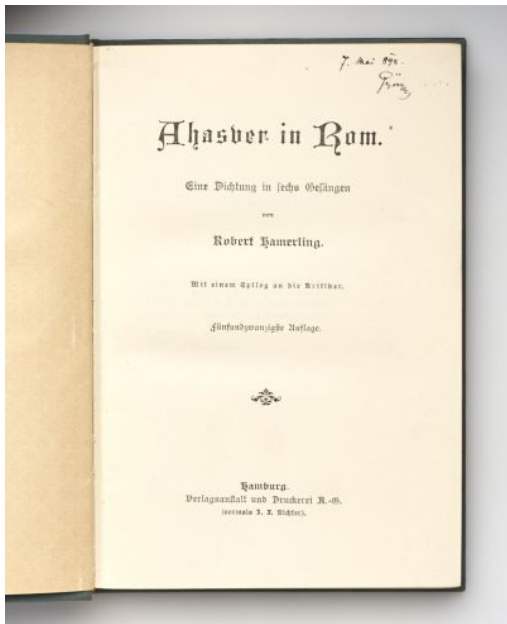 7. Mai 892.
Ahasver in Rom.
Eine Dichtung in sechs Gesängen
von
Robert Hamerling.
Mit einem Epilog an die Kritiker.
Fünfundzwanzigste Auflage.
Hamburg.
Verlagsanstalt und Druckerei A.-G.
(vormals J. F. Richter).